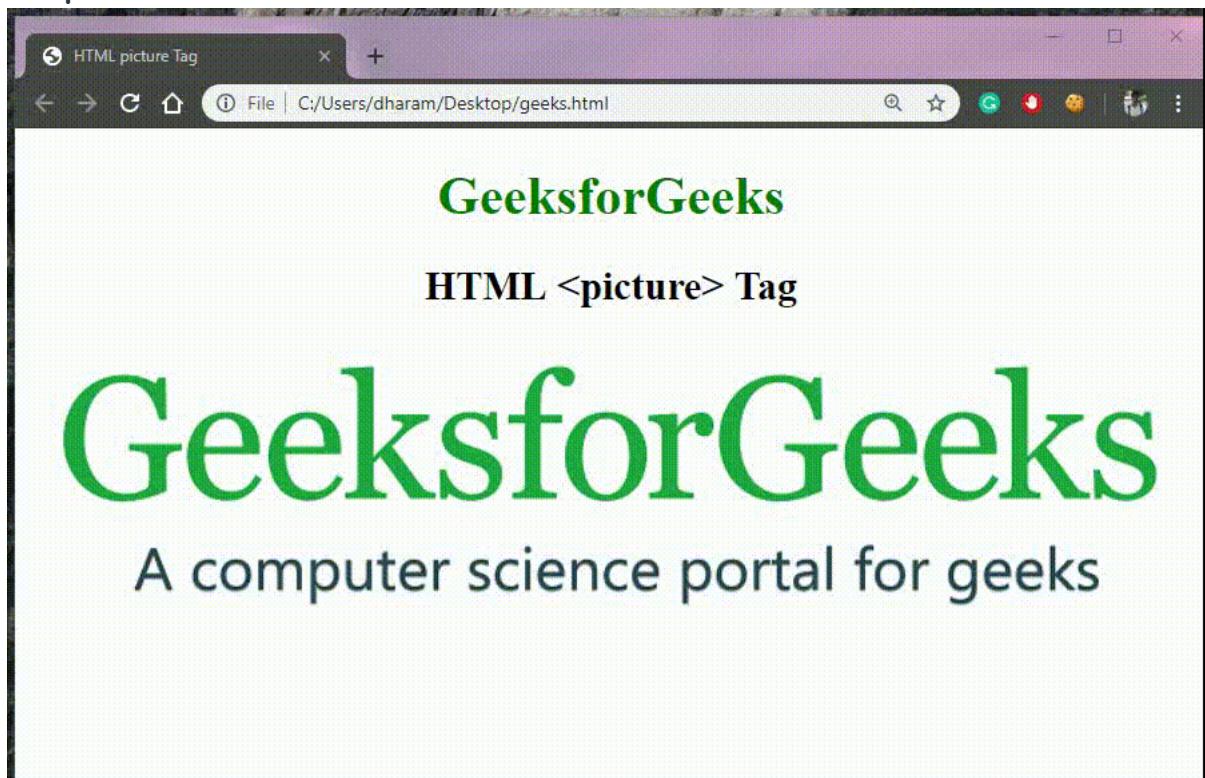 HTML picture Tag
File C:/Users/dharam/Desktop/geeks.html
GeeksforGeeks
HTML <picture> Tag
GeeksforGeeks
A computer science portal for geeks